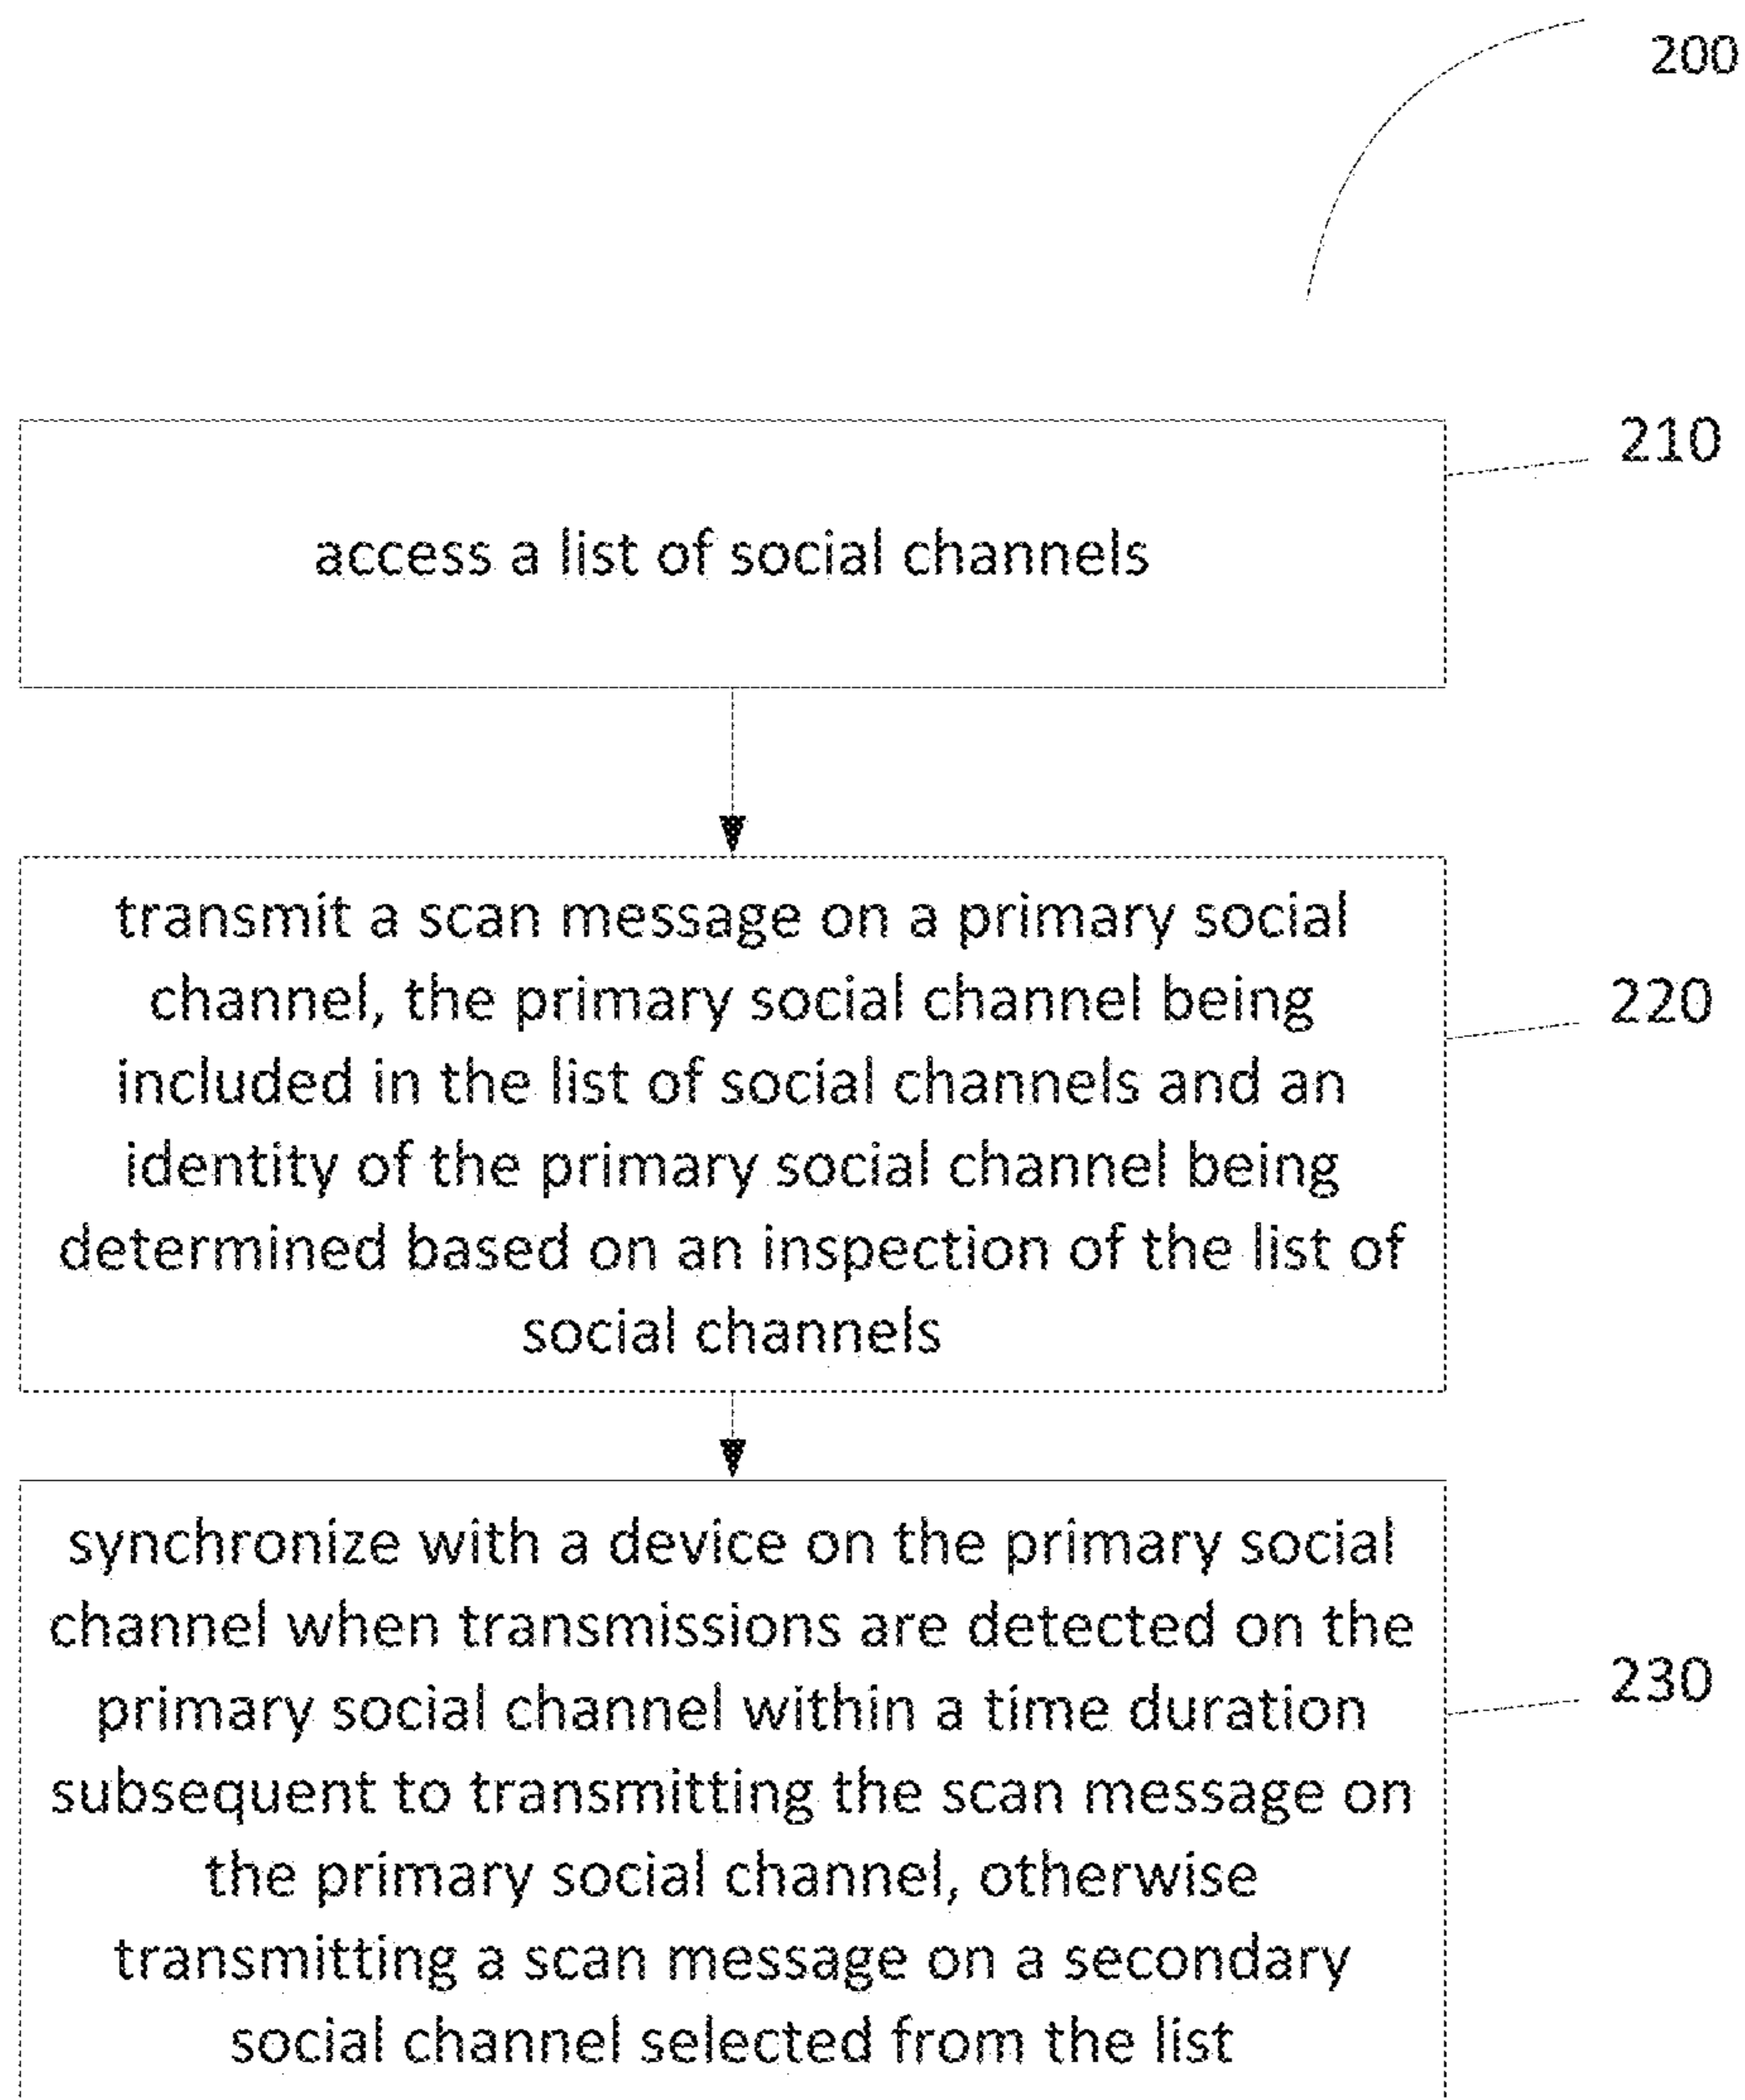 200
210
access a list of social channels
transmit a scan message on a primary social
channel, the primary social channel being
included in the list of social channels and an
identity of the primary social channel being
determined based on an inspection of the list of
social channels
220
synchronize with a device on the primary social
channel when transmissions are detected on the
primary social channel within a time duration
subsequent to transmitting the scan message on
the primary social channel, otherwise
transmitting a scan message on a secondary
social channel selected from the list
230